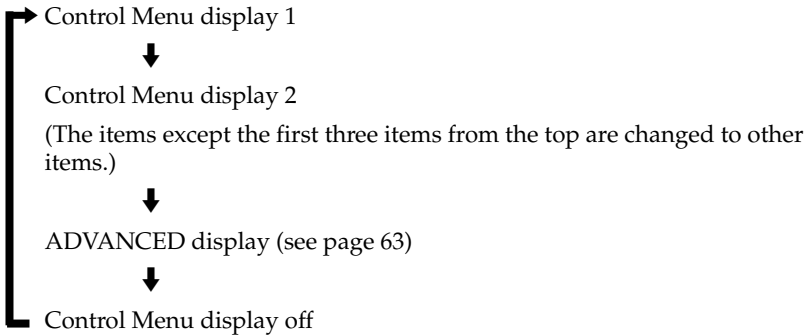 Control Menu display 1
Control Menu display 2
(The items except the first three items from the top are changed to other
items.)
ADVANCED display (see page 63)
Control Menu display off